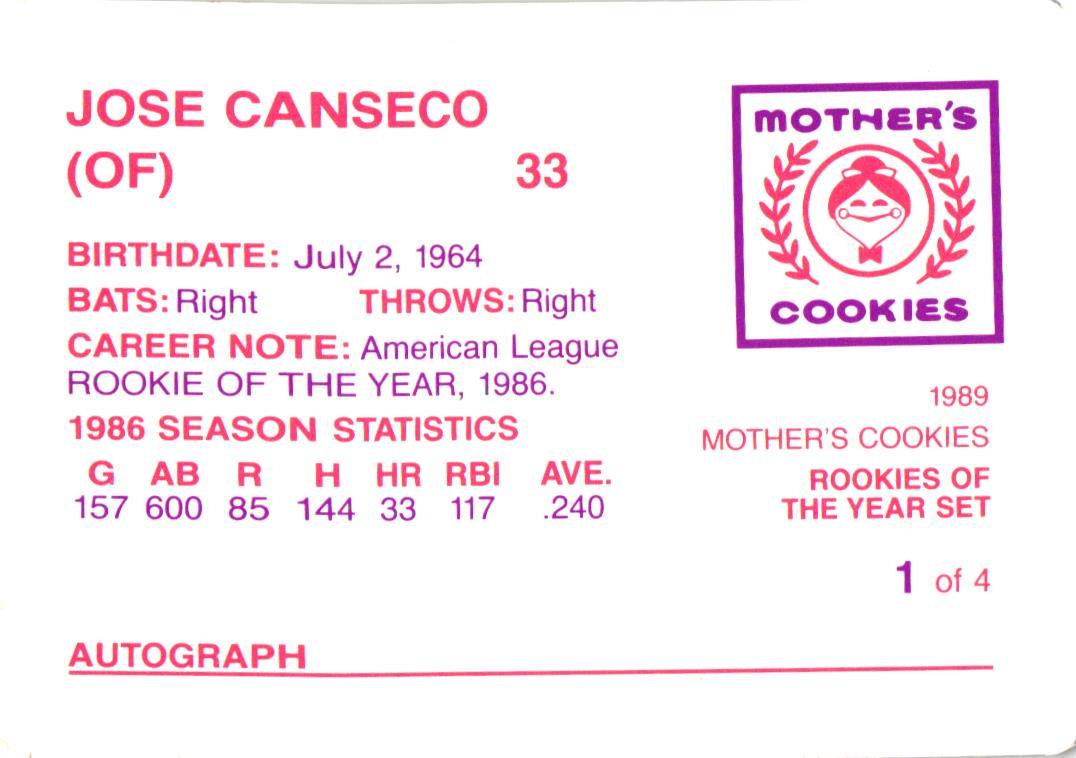 JOSE CANSECO
(OF) 33
BIRTHDATE: July 2, 1964
BATS: Right THROWS: Right
CAREER NOTE: American League
ROOKIE OF THE YEAR, 1986.
1986 SEASON STATISTICS
G AB R H HR RBI AVE.
157 600 85 144 33 117 .240
MOTHER'S
COOKIES
1989
MOTHER'S COOKIES
ROOKIES OF
THE YEAR SET
1 of 4
AUTOGRAPH